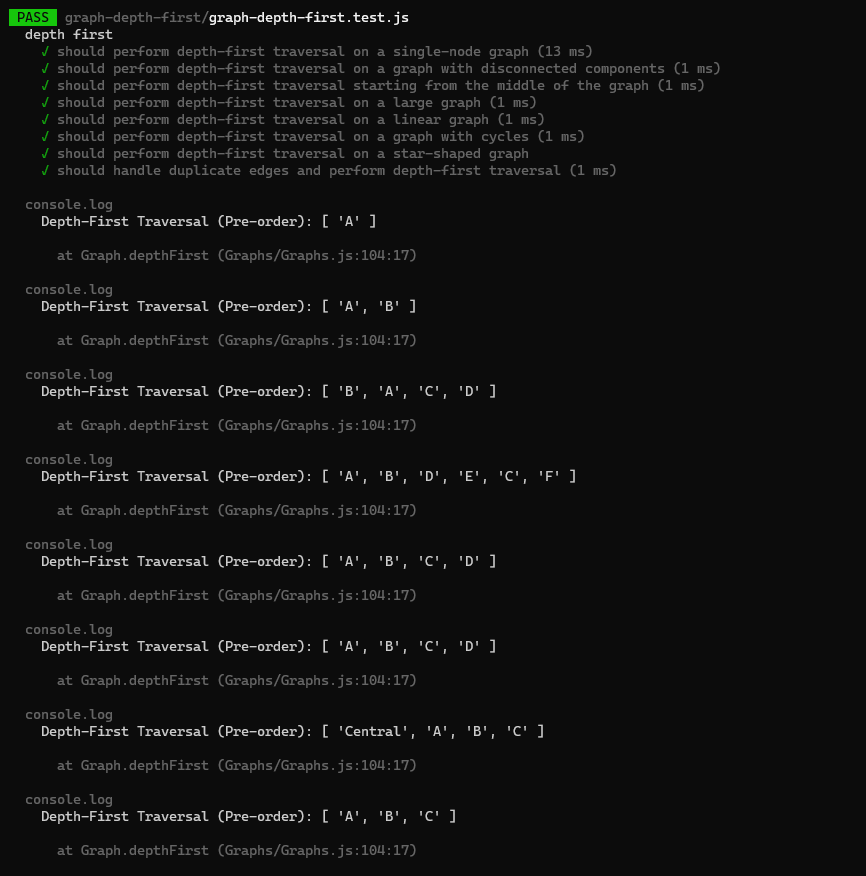 PASS graph-depth-first/graph-depth-first.test.js
depth first
√ should perform depth-first traversal on a single-node graph (13 ms)
√ should perform depth-first traversal on a graph with disconnected components (1 ms)
√ should perform depth-first traversal starting from the middle of the graph (1 ms)
√ should perform depth-first traversal on a large graph (1 ms)
√ should perform depth-first traversal on a linear graph (1 ms)
√ should perform depth-first traversal on a graph with cycles (1 ms)
√ should perform depth-first traversal on a star-shaped graph
√ should handle duplicate edges and perform depth-first traversal (1 ms)
console.log
Depth-First Traversal (Pre-order): [ 'A' ]
at Graph.depthFirst (Graphs/Graphs.js:104:17)
console.log
Depth-First Traversal (Pre-order): [ 'A', 'B' ]
at Graph.depthFirst (Graphs/Graphs.js:104:17)
console.log
Depth-First Traversal (Pre-order): [ 'B', 'A', 'C', 'D' ]
at Graph.depthFirst (Graphs/Graphs.js:104:17)
console.log
Depth-First Traversal (Pre-order): [ 'A', 'B', 'D', 'E', 'C', 'F' ]
at Graph.depthFirst (Graphs/Graphs.js:104:17)
console.log
Depth-First Traversal (Pre-order): [ 'A', 'B', 'C', 'D' ]
at Graph.depthFirst (Graphs/Graphs.js:104:17)
console.log
Depth-First Traversal (Pre-order): [ 'A', 'B', 'C', 'D' ]
at Graph.depthFirst (Graphs/Graphs.js:104:17)
console.log
Depth-First Traversal (Pre-order): [ 'Central', 'A', 'B', 'C' ]
at Graph.depthFirst (Graphs/Graphs.js:104:17)
console.log
Depth-First Traversal (Pre-order): [ 'A', 'B', 'C' ]
at Graph.depthFirst (Graphs/Graphs.js:104:17)